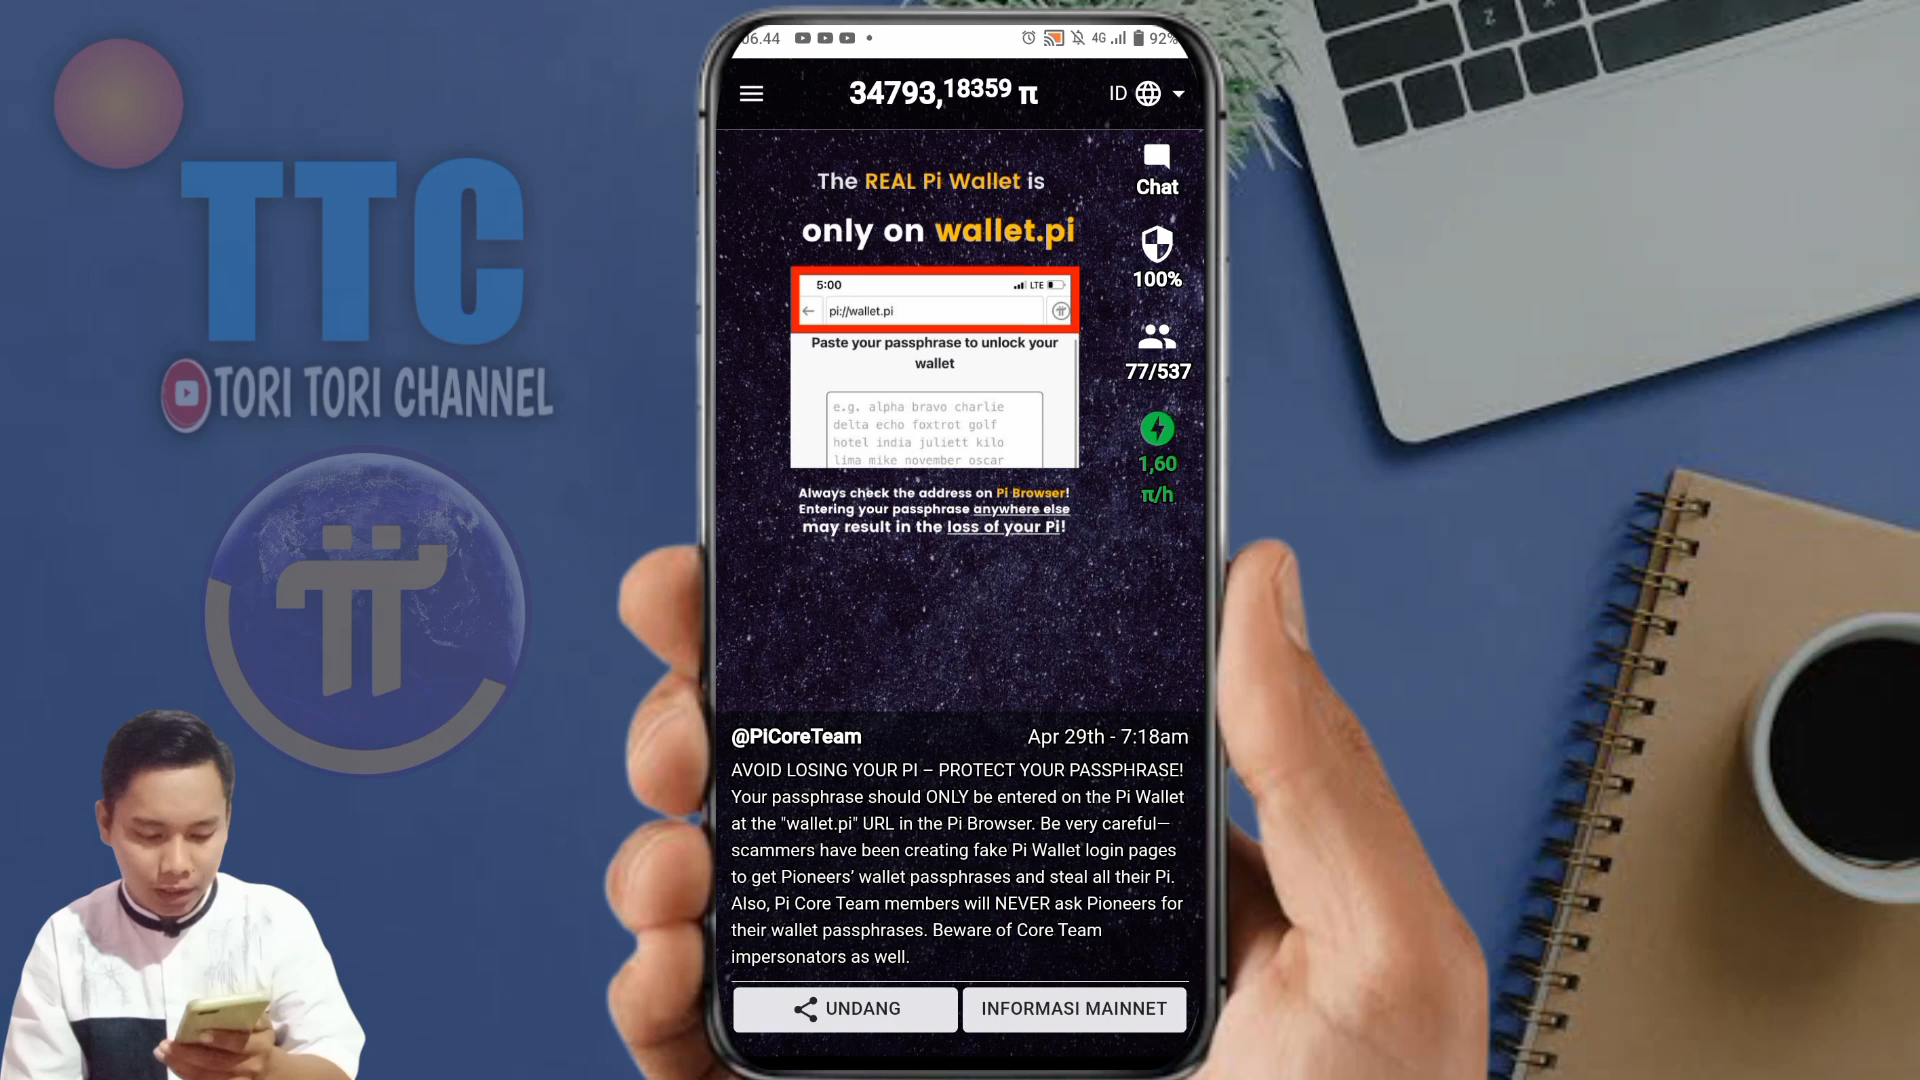 TTC
TORI TORI CHANNEL
06.44
4G
92%
34793,18359 π
ID
The REAL Pi Wallet is
only on wallet.pi
5:00
LTE
pi://wallet.pi
Paste your passphrase to unlock your
wallet
e.g. alpha bravo charlie
delta echo foxtrot golf
hotel india juliett kilo
lima mike november oscar
Always check the address on Pi Browser!
Entering your passphrase anywhere else
may result in the loss of your Pi!
Chat
100%
77/537
1,60
π/h
@PiCoreTeam
Apr 29th - 7:18am
AVOID LOSING YOUR PI – PROTECT YOUR PASSPHRASE!
Your passphrase should ONLY be entered on the Pi Wallet
at the "wallet.pi" URL in the Pi Browser. Be very careful—
scammers have been creating fake Pi Wallet login pages
to get Pioneers’ wallet passphrases and steal all their Pi.
Also, Pi Core Team members will NEVER ask Pioneers for
their wallet passphrases. Beware of Core Team
impersonators as well.
UNDANG
INFORMASI MAINNET
Z